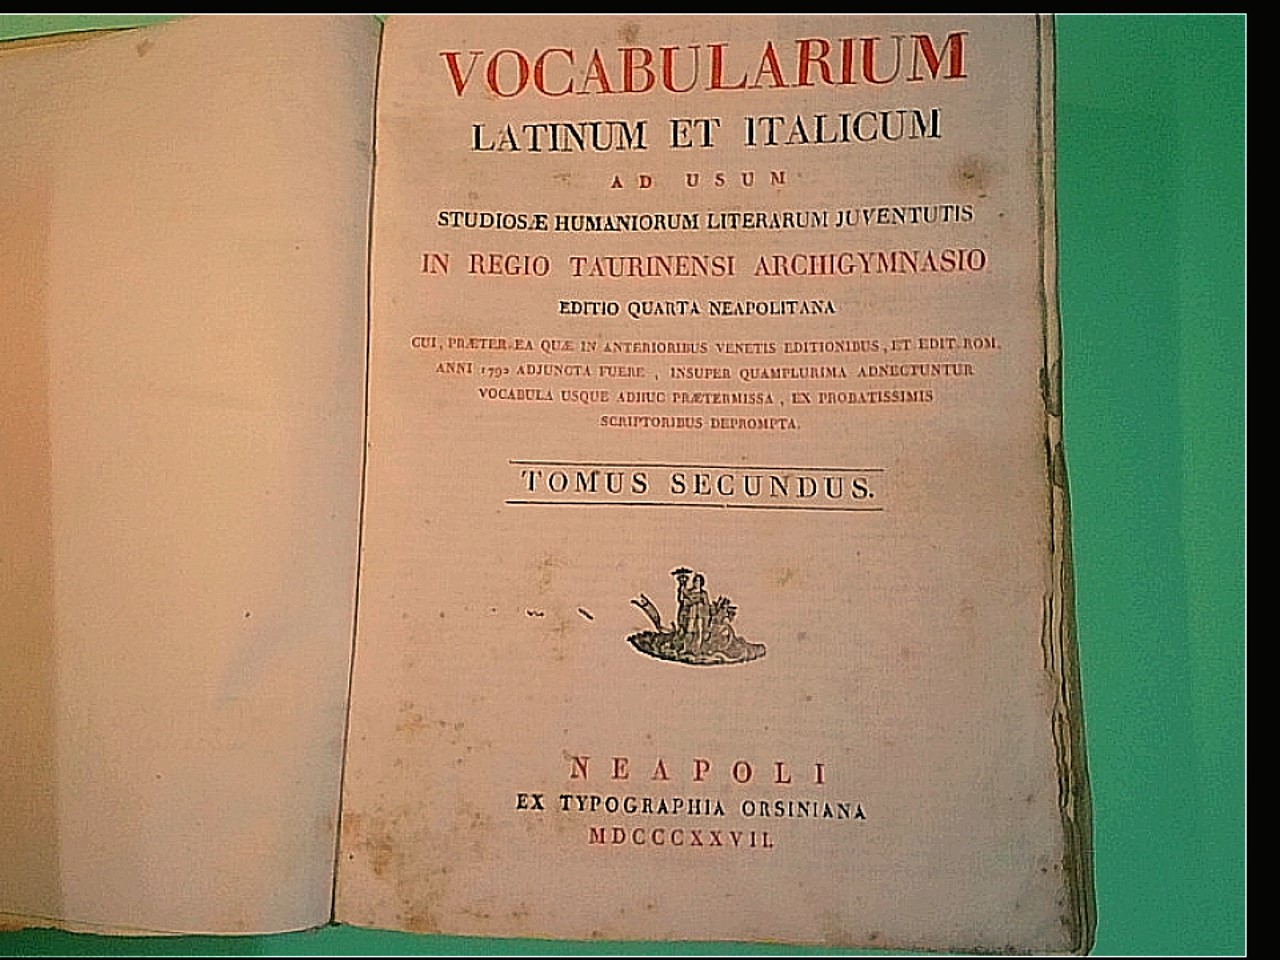 VOCABULARIUM
LATINUM ET ITALICUM
AD USUM
STUDIOSÆ HUMANIORUM LITERARUM JUVENTUTIS
IN REGIO TAURINENSI ARCHIGYMNASIO
EDITIO QUARTA NEAPOLITANA
CUI, PRÆTER EA QUÆ IN ANTERIORIBUS VENETIS EDITIONIBUS, ET EDIT. ROM.
ANNI 1792 ADJUNCTA FUERE, INSUPER QUAMPLURIMA ADNECTUNTUR
VOCABULA USQUE ADHUC PRÆTERMISSA, EX PROBATISSIMIS
SCRIPTORIBUS DEPROMPTA.
TOMUS SECUNDUS.
NEAPOLI
EX TYPOGRAPHIA ORSINIANA
MDCCCXXVII.